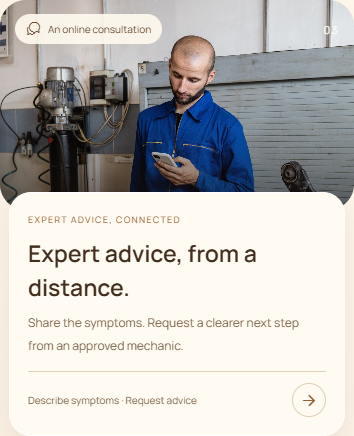 An online consultation
03
EXPERT ADVICE, CONNECTED
Expert advice, from a
distance.
Share the symptoms. Request a clearer next step
from an approved mechanic.
Describe symptoms · Request advice